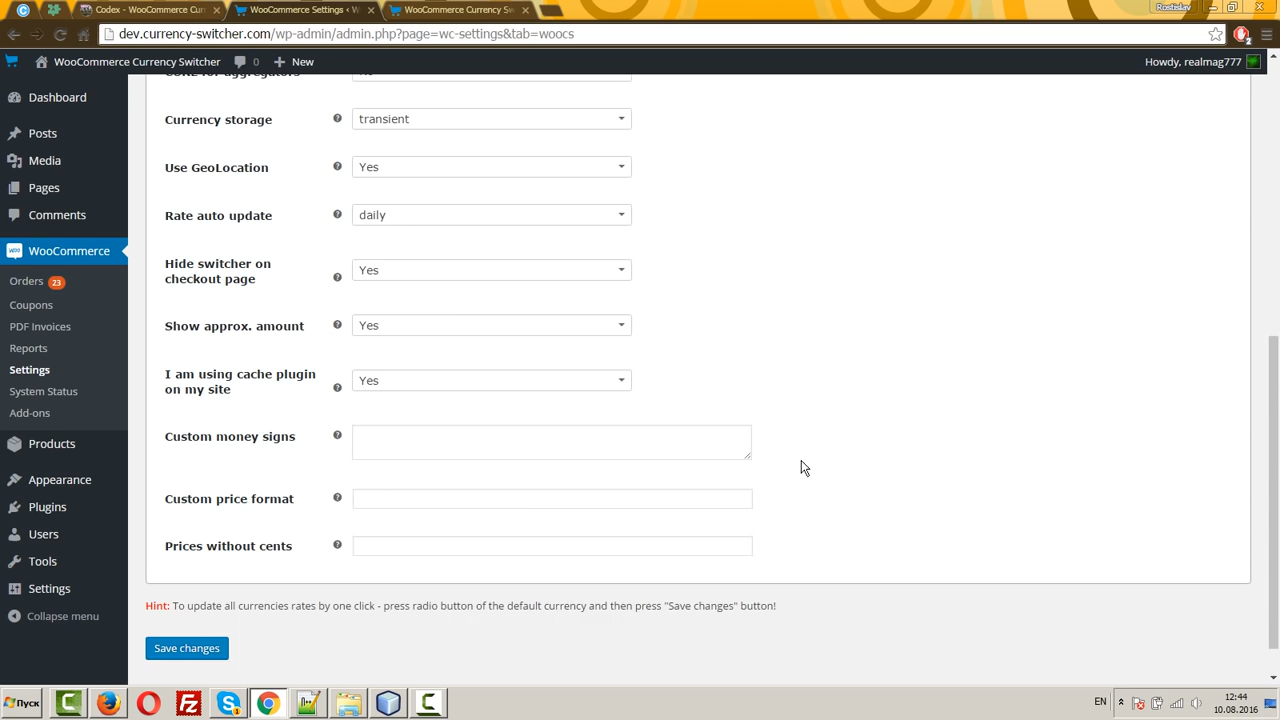 Codex - WooCommerce Curr
WooCommerce Settings ‹ W
WooCommerce Currency Sw
Rostislav
dev.currency-switcher.com/wp-admin/admin.php?page=wc-settings&tab=woocs
2
WooCommerce Currency Switcher
0
New
Howdy, realmag777
Dashboard
Posts
Media
Pages
Comments
WooCommerce
Orders 23
Coupons
PDF Invoices
Reports
Settings
System Status
Add-ons
Products
Appearance
Plugins
Users
Tools
Settings
Collapse menu
Currency storage
transient
Use GeoLocation
Yes
Rate auto update
daily
Hide switcher on
checkout page
Yes
Show approx. amount
Yes
I am using cache plugin
on my site
Yes
Custom money signs
Custom price format
Prices without cents
Hint: To update all currencies rates by one click - press radio button of the default currency and then press "Save changes" button!
Save changes
Пуск
EN
12:44
10.08.2016